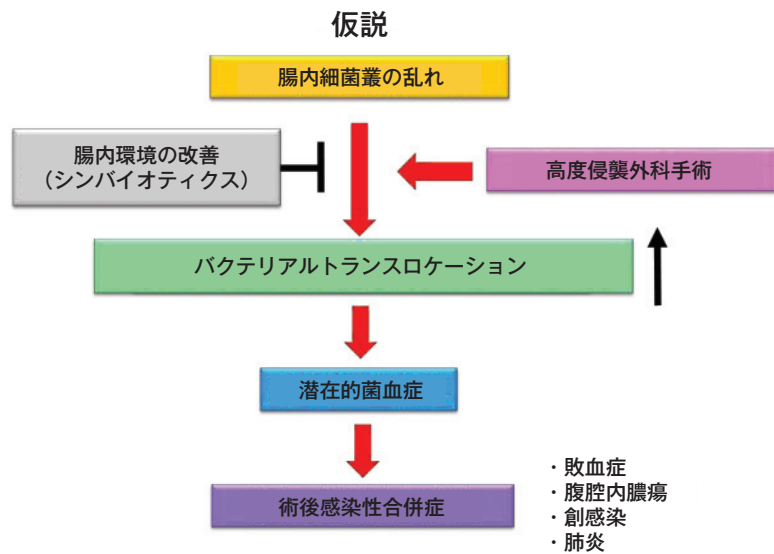 仮説
腸内細菌叢の乱れ
腸内環境の改善
（シンバイオティクス）
高度侵襲外科手術
バクテリアルトランスロケーション
潜在的菌血症
術後感染性合併症
・敗血症
・腹腔内膿瘍
・創感染
・肺炎